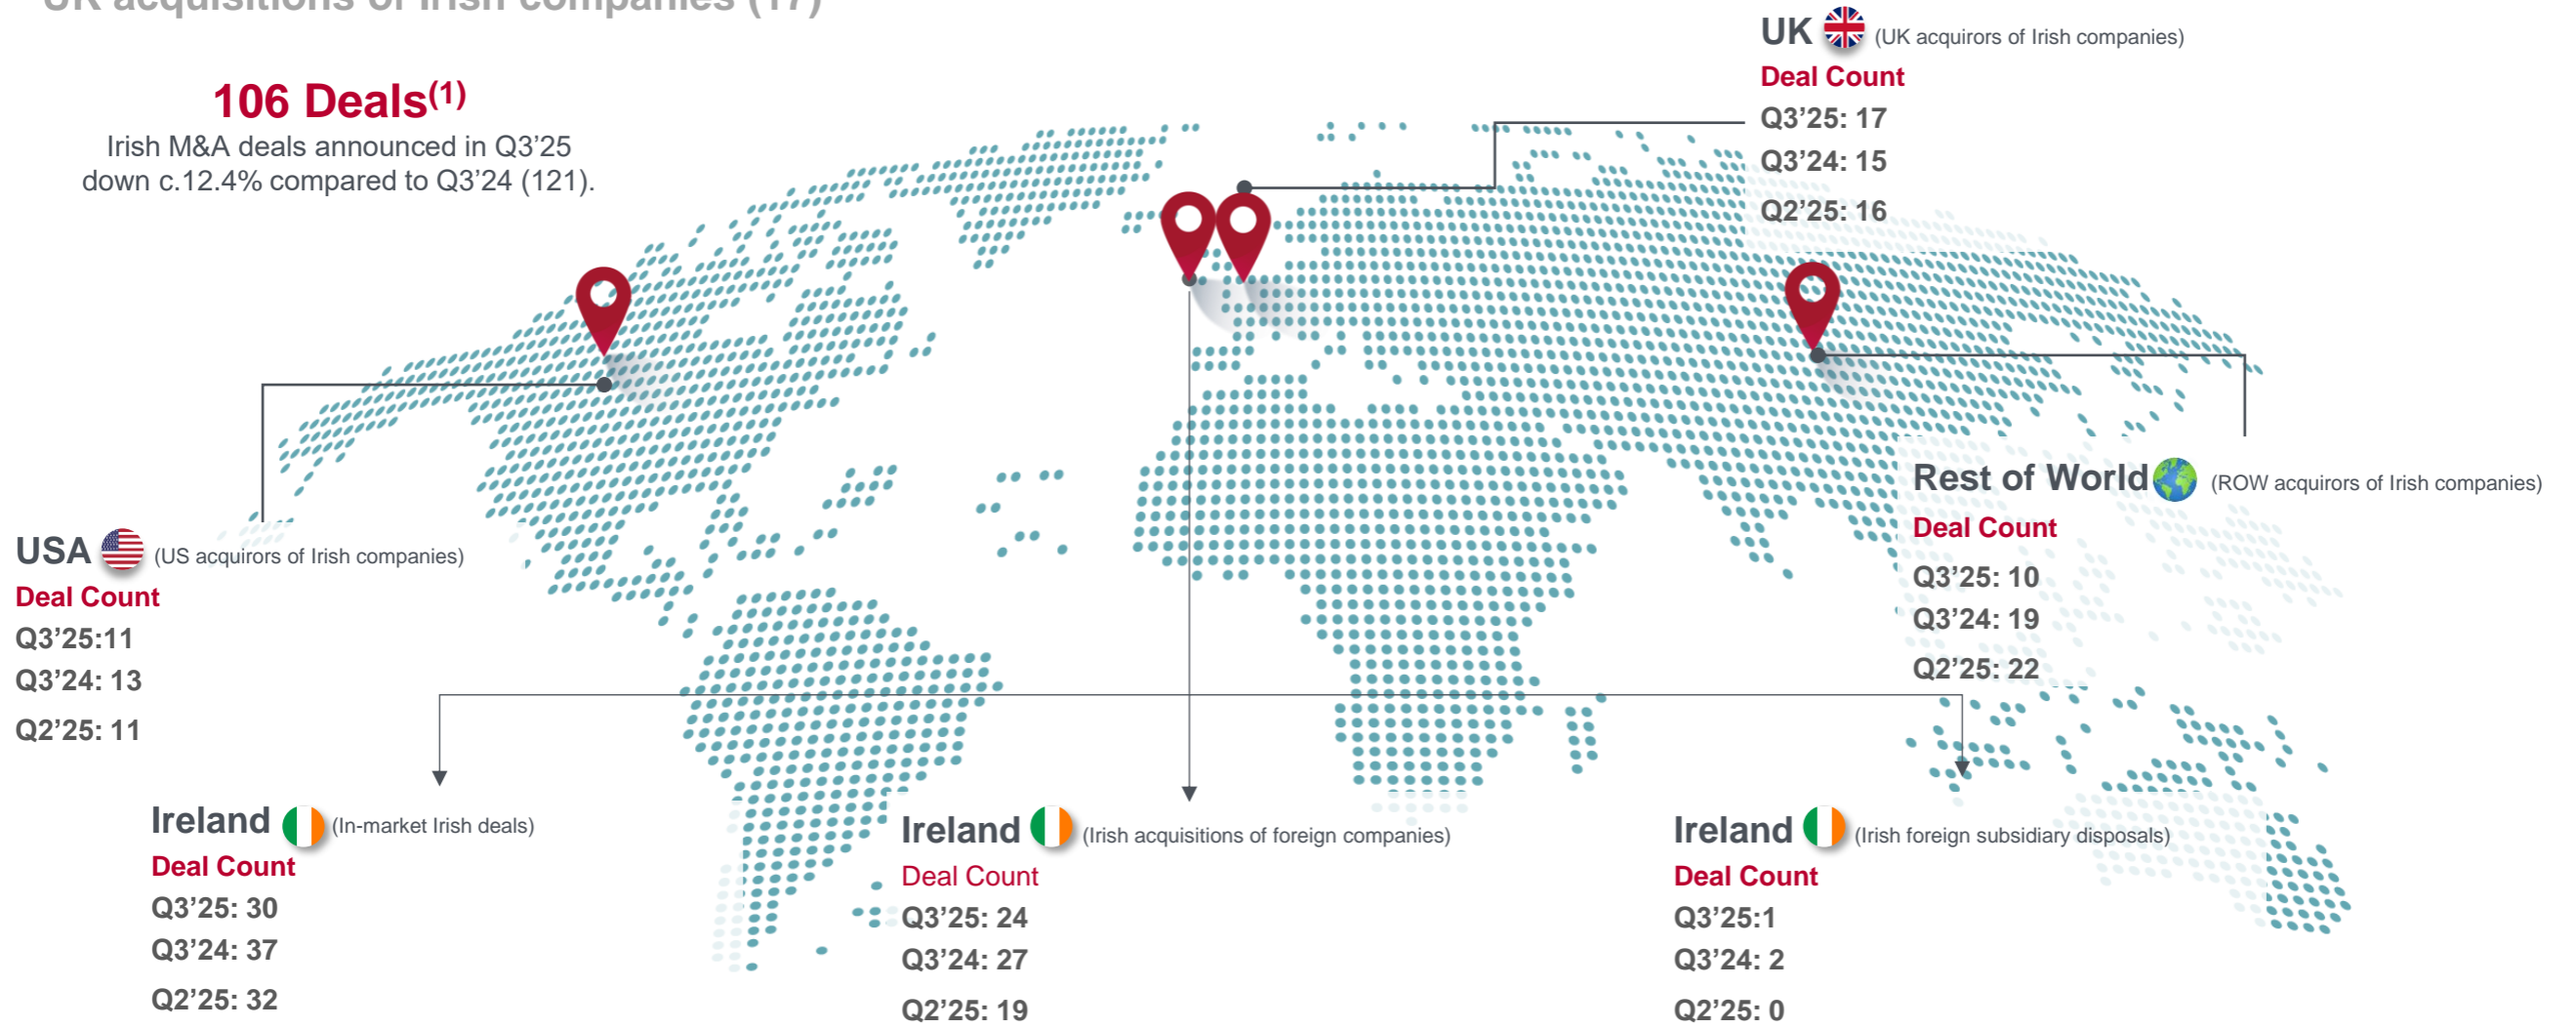 UK acquisitions of Irish companies (17)
106 Deals(1)
Irish M&A deals announced in Q3’25
down c.12.4% compared to Q3’24 (121).
UK (UK acquirors of Irish companies)
Deal Count
Q3’25: 17
Q3’24: 15
Q2’25: 16
USA (US acquirors of Irish companies)
Deal Count
Q3’25:11
Q3’24: 13
Q2’25: 11
Rest of World (ROW acquirors of Irish companies)
Deal Count
Q3’25: 10
Q3’24: 19
Q2’25: 22
Ireland (In-market Irish deals)
Deal Count
Q3’25: 30
Q3’24: 37
Q2’25: 32
Ireland (Irish acquisitions of foreign companies)
Deal Count
Q3’25: 24
Q3’24: 27
Q2’25: 19
Ireland (Irish foreign subsidiary disposals)
Deal Count
Q3’25:1
Q3’24: 2
Q2’25: 0